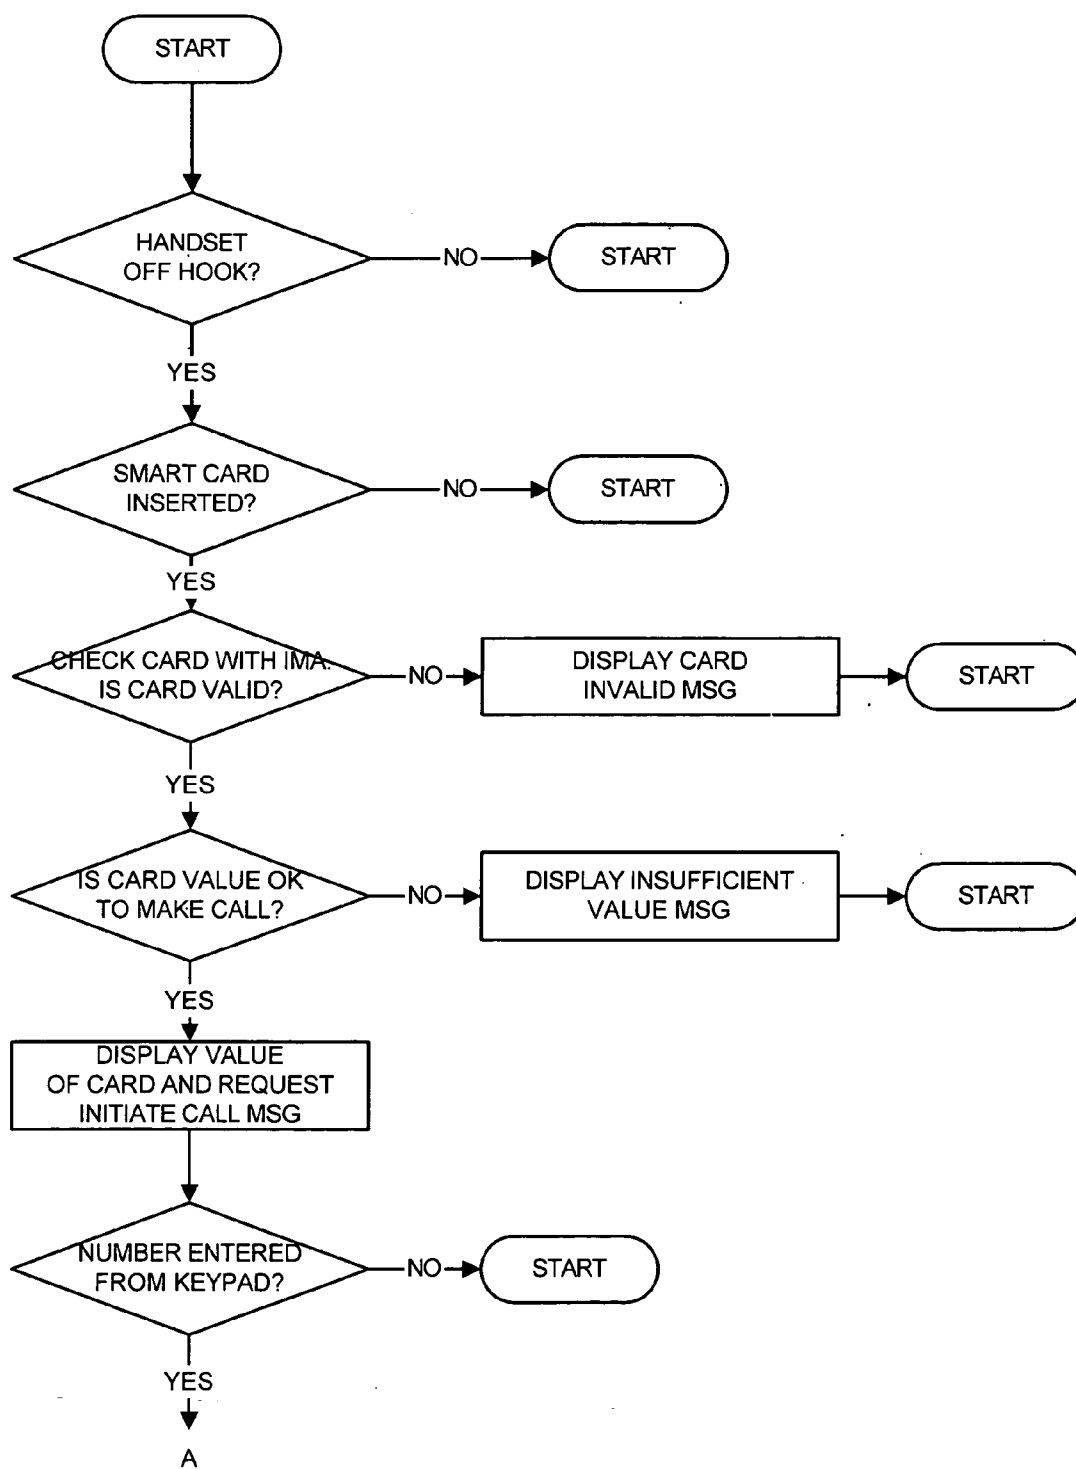 START
HANDSET
OFF HOOK?
NO
START
YES
SMART CARD
INSERTED?
NO
START
YES
CHECK CARD WITH IMA.
IS CARD VALID?
NO
DISPLAY CARD
INVALID MSG
START
YES
IS CARD VALUE OK
TO MAKE CALL?
NO
DISPLAY INSUFFICIENT
VALUE MSG
START
YES
DISPLAY VALUE
OF CARD AND REQUEST
INITIATE CALL MSG
NUMBER ENTERED
FROM KEYPAD?
NO
START
YES
A